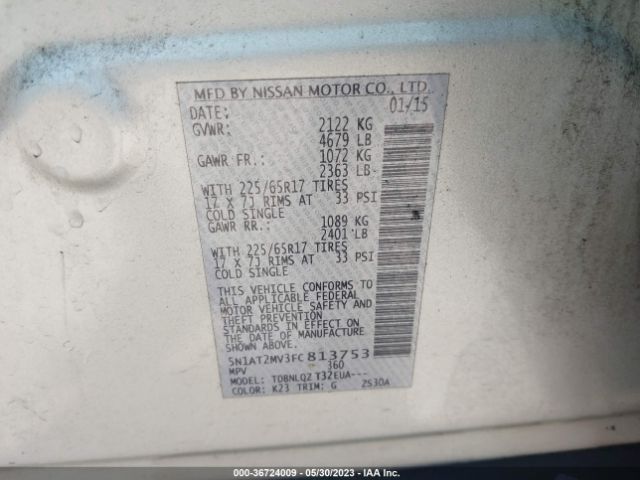 MFD BY NISSAN MOTOR CO., LTD
DATE: 01/15
GVWR: 2122 KG
4679 LB
GAWR FR.: 1072 KG
2363 LB
WITH 225/65R17 TIRES
17 X 7J RIMS AT 33 PSI
COLD SINGLE
GAWR RR.: 1089 KG
2401 LB
WITH 225/65R17 TIRES
17 X 7J RIMS AT 33 PSI
COLD SINGLE
THIS VEHICLE CONFORMS TO
ALL APPLICABLE FEDERAL
MOTOR VEHICLE SAFETY AND
THEFT PREVENTION
STANDARDS IN EFFECT ON
THE DATE OF MANUFACTURE
SHOWN ABOVE.
5N1AT2MV3FC813753
MPV 360
MODEL: TDBNLQZ T32EUA---
COLOR: K23 TRIM: G ZS30A
000-36724009 - 05/30/2023 - IAA Inc.